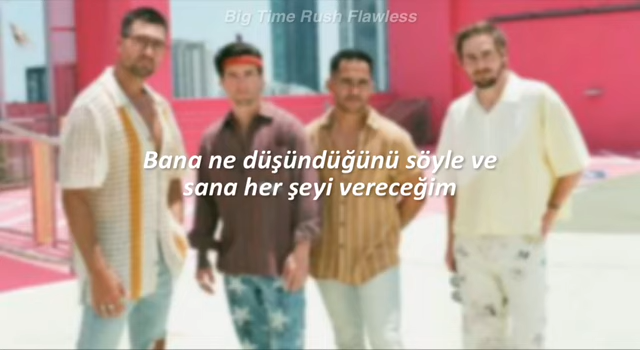 Big Time Rush Flawless
Bana ne düşündüğünü söyle ve
sana her şeyi vereceğim